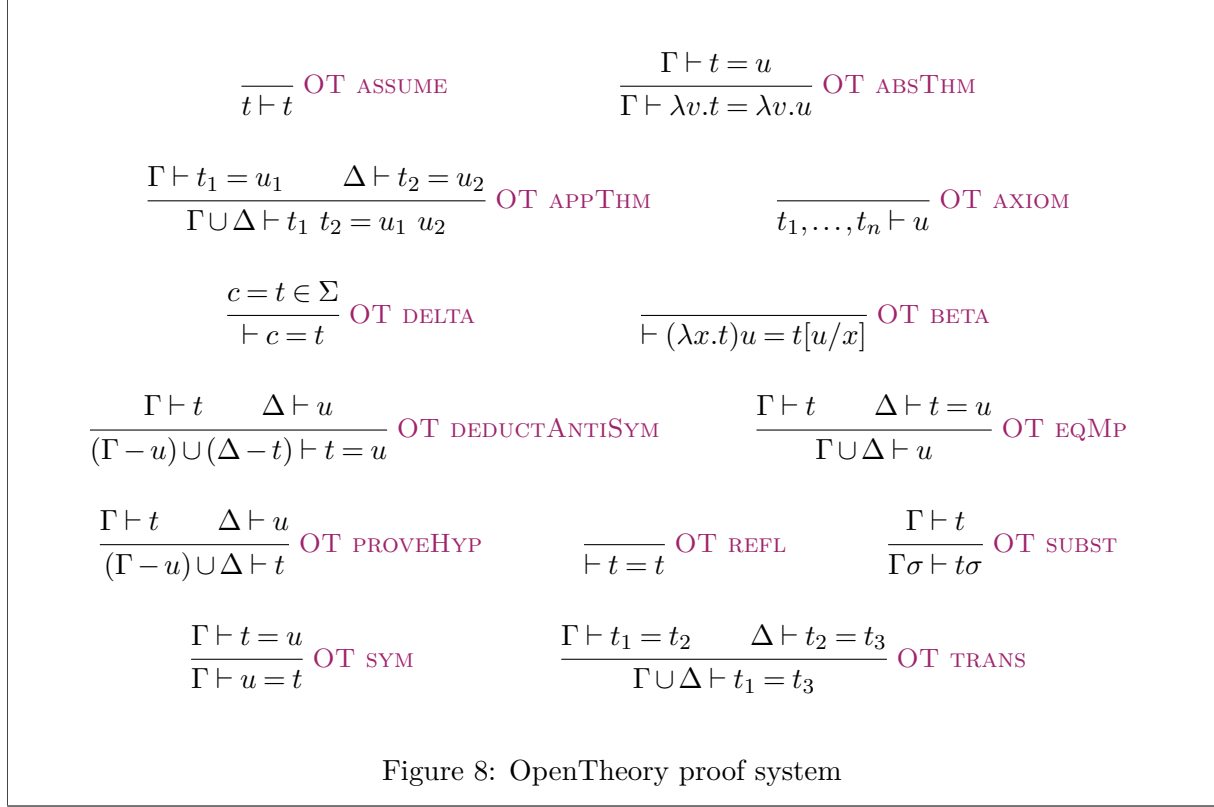 t ⊢ t OT ASSUME
Γ ⊢ t = u
Γ ⊢ λv.t = λv.u OT ABSTHM
Γ ⊢ t₁ = u₁ Δ ⊢ t₂ = u₂
Γ ∪ Δ ⊢ t₁ t₂ = u₁ u₂ OT APPTHM
t₁,…,tₙ ⊢ u OT AXIOM
c = t ∈ Σ
⊢ c = t OT DELTA
⊢ (λx.t)u = t[u/x] OT BETA
Γ ⊢ t Δ ⊢ u
(Γ − u) ∪ (Δ − t) ⊢ t = u OT DEDUCTANTISYM
Γ ⊢ t Δ ⊢ t = u
Γ ∪ Δ ⊢ u OT EQMP
Γ ⊢ t Δ ⊢ u
(Γ − u) ∪ Δ ⊢ t OT PROVEHYP
⊢ t = t OT REFL
Γ ⊢ t
Γσ ⊢ tσ OT SUBST
Γ ⊢ t = u
Γ ⊢ u = t OT SYM
Γ ⊢ t₁ = t₂ Δ ⊢ t₂ = t₃
Γ ∪ Δ ⊢ t₁ = t₃ OT TRANS
Figure 8: OpenTheory proof system